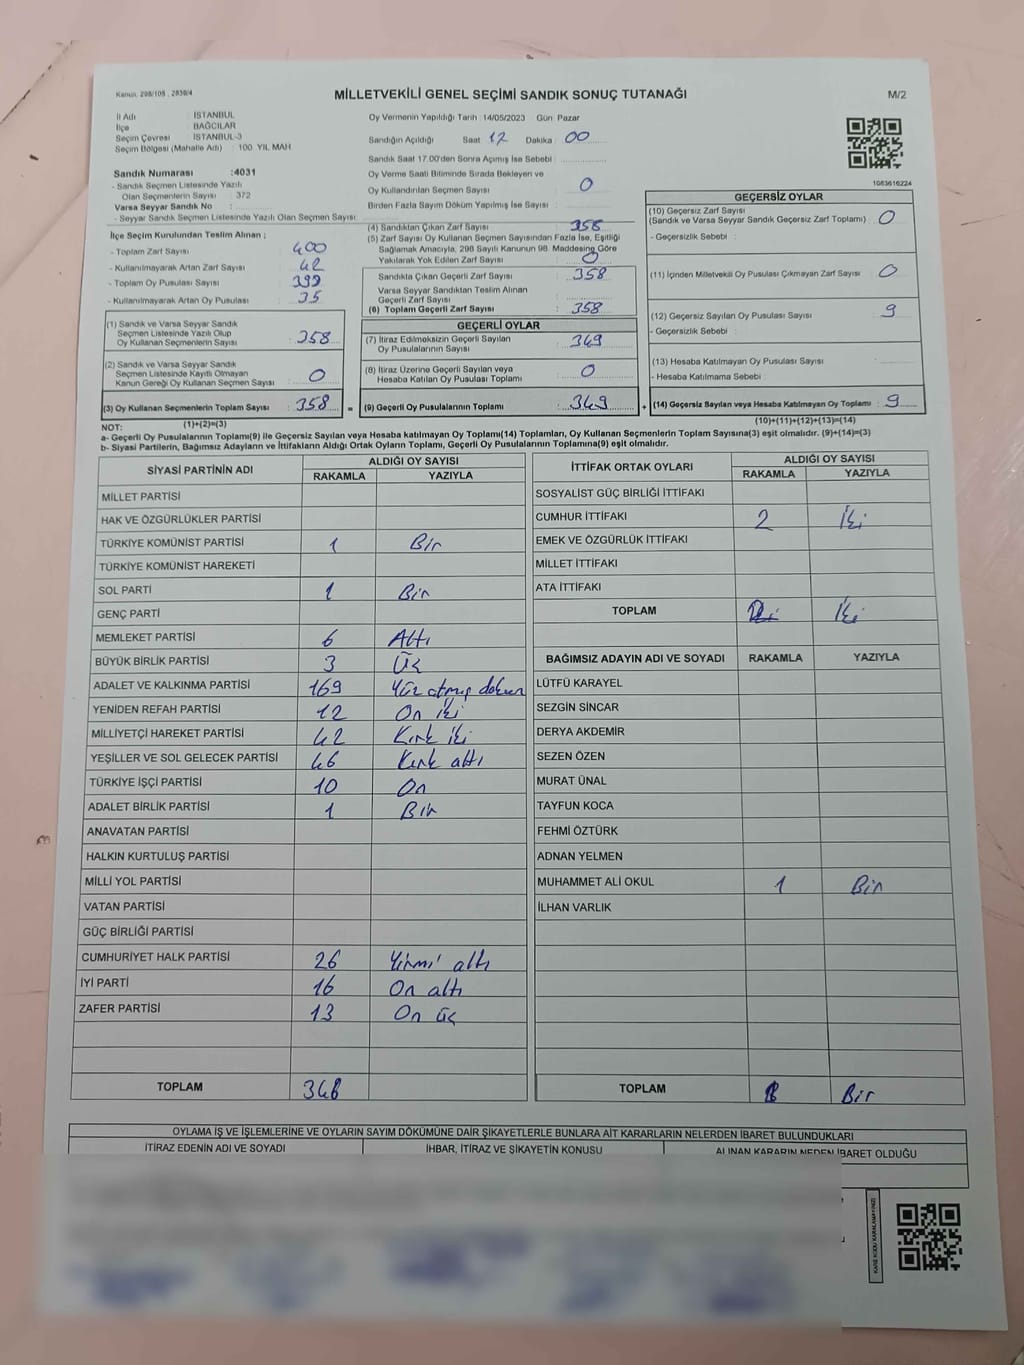 Kanun: 298/105 , 2839/4
MİLLETVEKİLİ GENEL SEÇİMİ SANDIK SONUÇ TUTANAĞI
M/2
İl Adı : İSTANBUL
İlçe : BAĞCILAR
Seçim Çevresi : İSTANBUL-3
Seçim Bölgesi (Mahalle Adı) : 100. YIL MAH
Oy Vermenin Yapıldığı Tarih :14/05/2023 Gün :Pazar
Sandığın Açıldığı Saat 17 Dakika 00
Sandık Saat 17.00'den Sonra Açımış İse Sebebi :
Sandık Numarası :4031
- Sandık Seçmen Listesinde Yazılı
Olan Seçmenlerin Sayısı : 372
Varsa Seyyar Sandık No :
- Seyyar Sandık Seçmen Listesinde Yazılı Olan Seçmen Sayısı:
Oy Verme Saati Bitiminde Sırada Bekleyen ve
Oy Kullandırılan Seçmen Sayısı : 0
Birden Fazla Sayım Döküm Yapılmış İse Sayısı :
1083616224
İlçe Seçim Kurulundan Teslim Alınan ;
- Toplam Zarf Sayısı : 400
- Kullanılmayarak Artan Zarf Sayısı : 42
- Toplam Oy Pusulası : 399
- Kullanılmayarak Artan Oy Pusulası : 35
(4) Sandıktan Çıkan Zarf Sayısı : 358
(5) Zarf Sayısı Oy Kullanan Seçmen Sayısından Fazla İse, Eşitliği
Sağlamak Amacıyla, 298 Sayılı Kanunun 98. Maddesine Göre
Yakılarak Yok Edilen Zarf Sayısı : 0
Sandıkta Çıkan Geçerli Zarf Sayısı : 358
Varsa Seyyar Sandıktan Teslim Alınan
Geçerli Zarf Sayısı :
(6) Toplam Geçerli Zarf Sayısı : 358
GEÇERSİZ OYLAR
(10) Geçersiz Zarf Sayısı
(Sandık ve Varsa Seyyar Sandık Geçersiz Zarf Toplamı) : 0
- Geçersizlik Sebebi :
(11) İçinden Milletvekili Oy Pusulası Çıkmayan Zarf Sayısı : 0
(12) Geçersiz Sayılan Oy Pusulası Sayısı : 9
- Geçersizlik Sebebi :
(13) Hesaba Katılmayan Oy Pusulası Sayısı :
- Hesaba Katılmama Sebebi :
(14) Geçersiz Sayılan veya Hesaba Katılmayan Oy Toplamı : 9
(10)+(11)+(12)+(13)=(14)
(1) Sandık ve Varsa Seyyar Sandık
Seçmen Listesinde Yazılı Olup
Oy Kullanan Seçmenlerin Sayısı : 358
(2) Sandık ve Varsa Seyyar Sandık
Seçmen Listesinde Kayıtlı Olmayan
Kanun Gereği Oy Kullanan Seçmen Sayısı : 0
(3) Oy Kullanan Seçmenlerin Toplam Sayısı : 358
(1)+(2)=(3)
=
GEÇERLİ OYLAR
(7) İtiraz Edilmeksizin Geçerli Sayılan
Oy Pusulalarının Sayısı : 349
(8) İtiraz Üzerine Geçerli Sayılan veya
Hesaba Katılan Oy Pusulası Toplamı : 0
(9) Geçerli Oy Pusulalarının Toplamı : 349
+
NOT:
a- Geçerli Oy Pusulalarının Toplamı(9) ile Geçersiz Sayılan veya Hesaba katılmayan Oy Toplamı(14) Toplamları, Oy Kullanan Seçmenlerin Toplam Sayısına(3) eşit olmalıdır. (9)+(14)=(3)
b- Siyasi Partilerin, Bağımsız Adayların ve İttifakların Aldığı Ortak Oyların Toplamı, Geçerli Oy Pusulalarının Toplamına(9) eşit olmalıdır.
SİYASİ PARTİNİN ADI ALDIĞI OY SAYISI
RAKAMLA YAZIYLA
MİLLET PARTİSİ
HAK VE ÖZGÜRLÜKLER PARTİSİ
TÜRKİYE KOMÜNİST PARTİSİ 1 Bir
TÜRKİYE KOMÜNİST HAREKETİ
SOL PARTİ 1 Bir
GENÇ PARTİ
MEMLEKET PARTİSİ 6 Altı
BÜYÜK BİRLİK PARTİSİ 3 Üç
ADALET VE KALKINMA PARTİSİ 169 Yüz atmış dokuz
YENİDEN REFAH PARTİSİ 12 On iki
MİLLİYETÇİ HAREKET PARTİSİ 42 Kırk iki
YEŞİLLER VE SOL GELECEK PARTİSİ 46 Kırk altı
TÜRKİYE İŞÇİ PARTİSİ 10 On
ADALET BİRLİK PARTİSİ 1 Bir
ANAVATAN PARTİSİ
HALKIN KURTULUŞ PARTİSİ
MİLLİ YOL PARTİSİ
VATAN PARTİSİ
GÜÇ BİRLİĞİ PARTİSİ
CUMHURİYET HALK PARTİSİ 26 Yirmi altı
İYİ PARTİ 16 On altı
ZAFER PARTİSİ 13 On üç
TOPLAM 346
İTTİFAK ORTAK OYLARI ALDIĞI OY SAYISI
RAKAMLA YAZIYLA
SOSYALİST GÜÇ BİRLİĞİ İTTİFAKI
CUMHUR İTTİFAKI 2 İki
EMEK VE ÖZGÜRLÜK İTTİFAKI
MİLLET İTTİFAKI
ATA İTTİFAKI
TOPLAM İki
BAĞIMSIZ ADAYIN ADI VE SOYADI RAKAMLA YAZIYLA
LÜTFÜ KARAYEL
SEZGİN SİNCAR
DERYA AKDEMİR
SEZEN ÖZEN
MURAT ÜNAL
TAYFUN KOCA
FEHMİ ÖZTÜRK
ADNAN YELMEN
MUHAMMET ALİ OKUL 1 Bir
İLHAN VARLIK
TOPLAM 1 Bir
OYLAMA İŞ VE İŞLEMLERİNE VE OYLARIN SAYIM DÖKÜMÜNE DAİR ŞİKAYETLERLE BUNLARA AİT KARARLARIN NELERDEN İBARET BULUNDUKLARI
İTİRAZ EDENİN ADI VE SOYADI İHBAR, İTİRAZ VE ŞİKAYETİN KONUSU ALINAN KARARIN NEDEN İBARET OLDUĞU